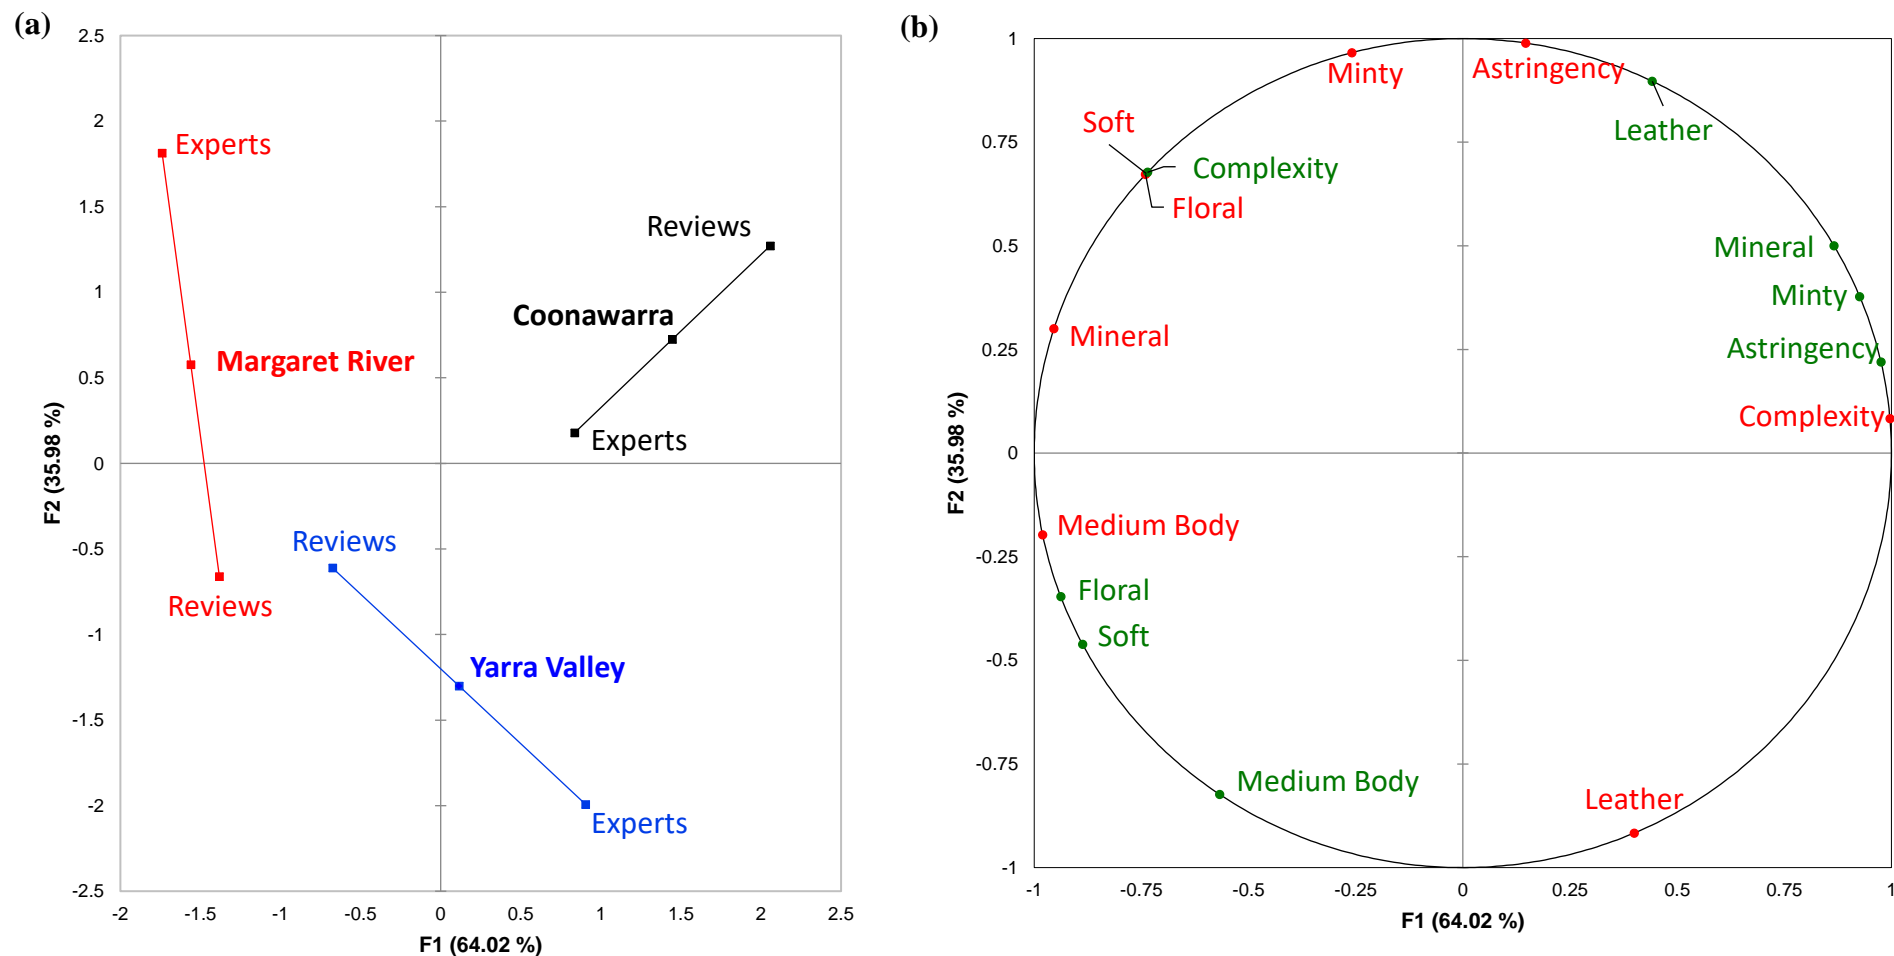 (a)
2.5
2
1.5
1
0.5
0
-0.5
-1
-1.5
-2
-2.5
F2 (35.98 %)
Experts
Reviews
Coonawarra
Margaret River
Experts
Reviews
Reviews
Yarra Valley
Experts
-2 -1.5 -1 -0.5 0 0.5 1 1.5 2 2.5
F1 (64.02 %)
(b)
1
0.75
0.5
0.25
0
-0.25
-0.5
-0.75
-1
F2 (35.98 %)
Minty
Astringency
Soft
Leather
Complexity
Floral
Mineral
Minty
Mineral
Astringency
Complexity
Medium Body
Floral
Soft
Medium Body
Leather
-1 -0.75 -0.5 -0.25 0 0.25 0.5 0.75 1
F1 (64.02 %)